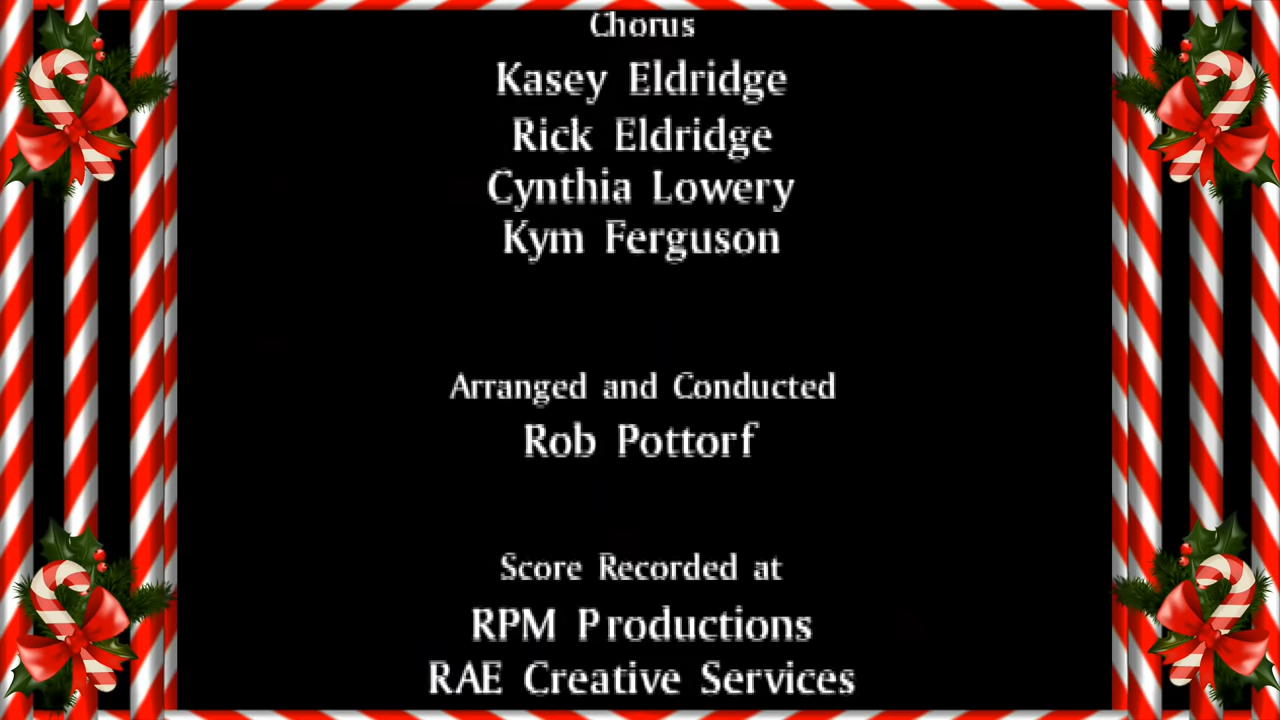 Chorus
Kasey Eldridge
Rick Eldridge
Cynthia Lowery
Kym Ferguson
Arranged and Conducted
Rob Pottorf
Score Recorded at
RPM Productions
RAE Creative Services